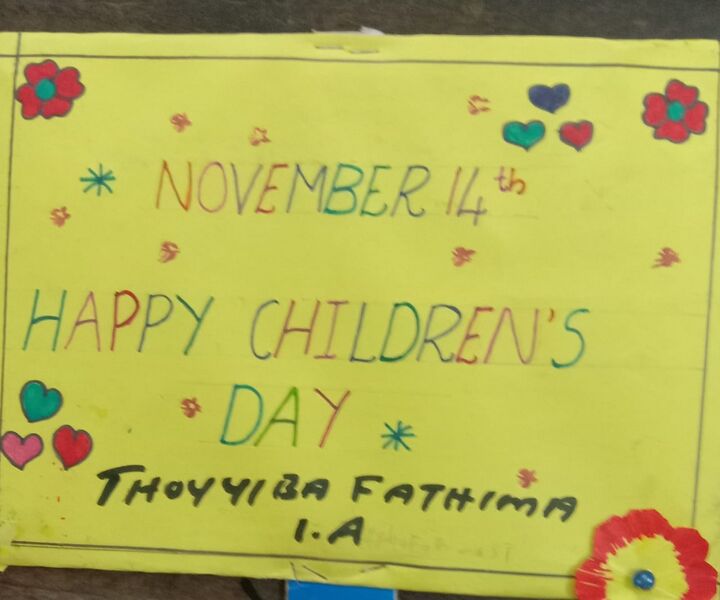 NOVEMBER 14th
HAPPY CHILDREN'S
DAY
THOYYIBA FATHIMA
1.A